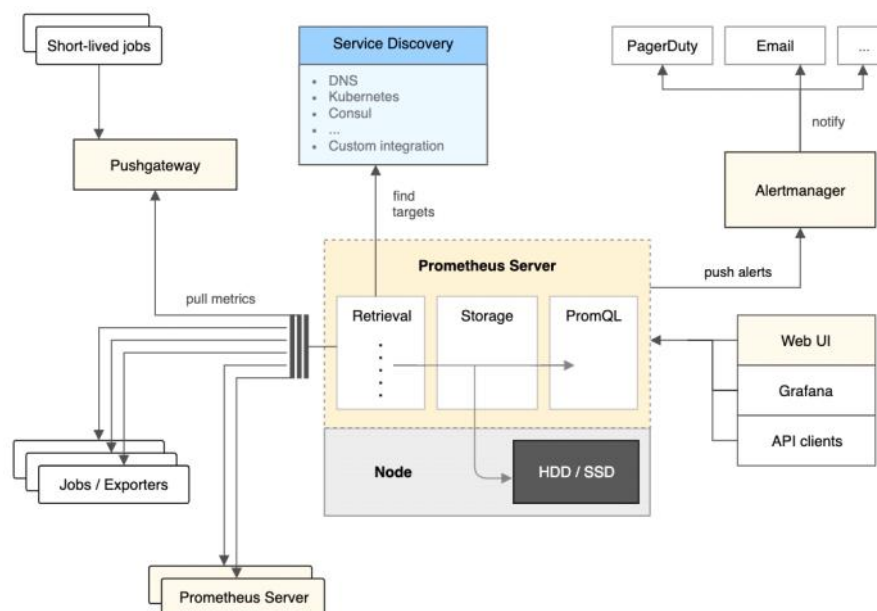 Short-lived jobs
Service Discovery
• DNS
• Kubernetes
• Consul
• ...
• Custom integration
PagerDuty
Email
...
notify
Pushgateway
Alertmanager
find
targets
Prometheus Server
push alerts
pull metrics
Retrieval
Storage
PromQL
Web UI
Grafana
API clients
Jobs / Exporters
Node
HDD / SSD
Prometheus Server